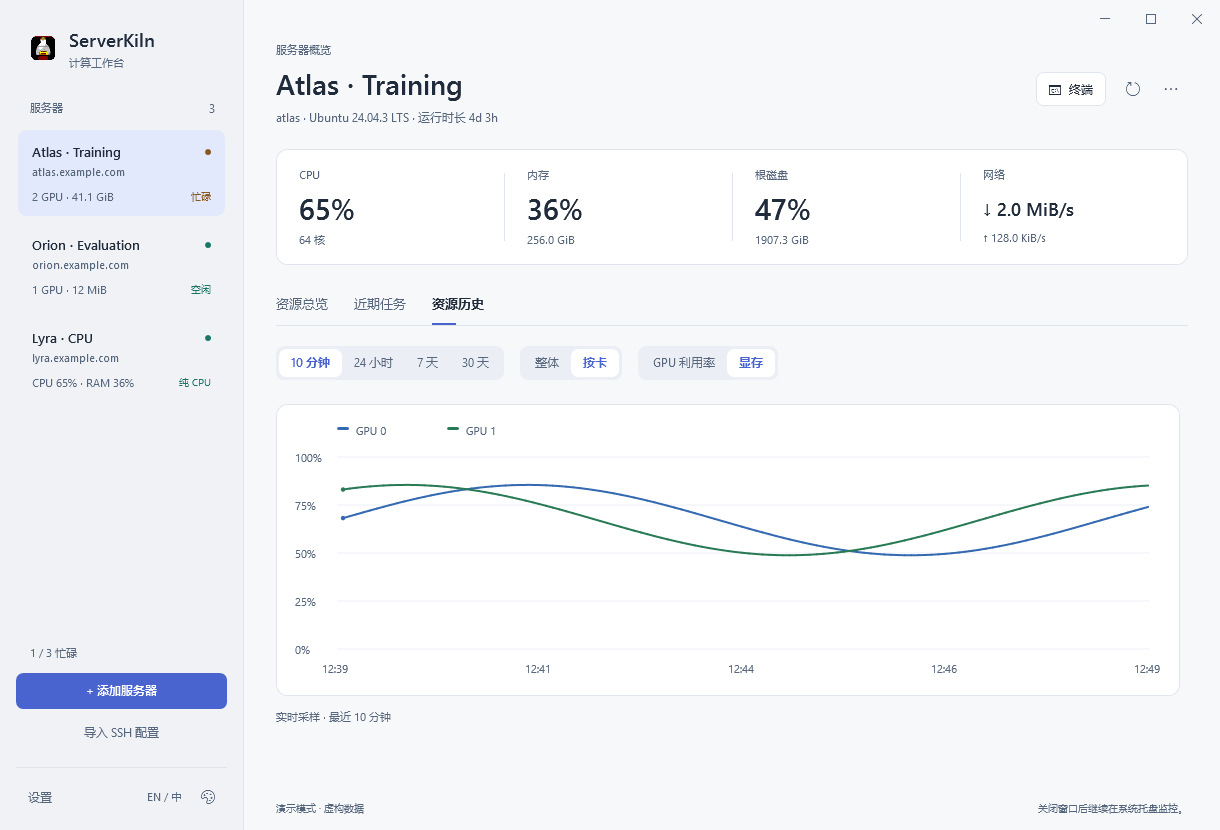 ServerKiln
计算工作台
服务器 3
Atlas · Training
atlas.example.com
2 GPU · 41.1 GiB 忙碌
Orion · Evaluation
orion.example.com
1 GPU · 12 MiB 空闲
Lyra · CPU
lyra.example.com
CPU 65% · RAM 36% 纯 CPU
1 / 3 忙碌
+ 添加服务器
导入 SSH 配置
设置 EN / 中
服务器概览
Atlas · Training
atlas · Ubuntu 24.04.3 LTS · 运行时长 4d 3h
终端
CPU
65%
64 核
内存
36%
256.0 GiB
根磁盘
47%
1907.3 GiB
网络
↓ 2.0 MiB/s
↑ 128.0 KiB/s
资源总览 近期任务 资源历史
10 分钟 24 小时 7 天 30 天 整体 按卡 GPU 利用率 显存
GPU 0 GPU 1
100%
75%
50%
25%
0%
12:39 12:41 12:44 12:46 12:49
实时采样 · 最近 10 分钟
演示模式 · 虚构数据 关闭窗口后继续在系统托盘监控。